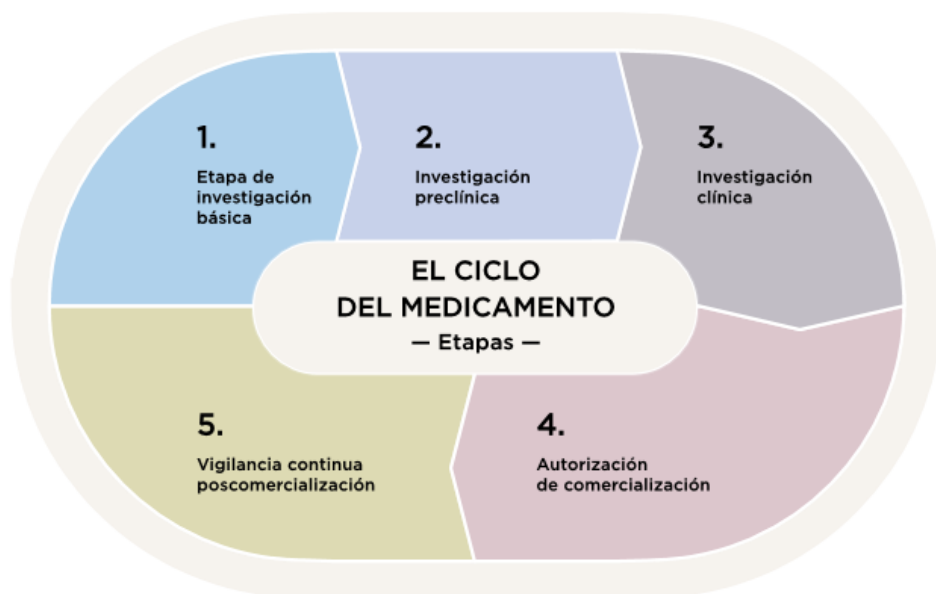 1.
Etapa de
investigación
básica
2.
Investigación
preclínica
3.
Investigación
clínica
EL CICLO
DEL MEDICAMENTO
— Etapas —
4.
Autorización
de comercialización
5.
Vigilancia continua
poscomercialización